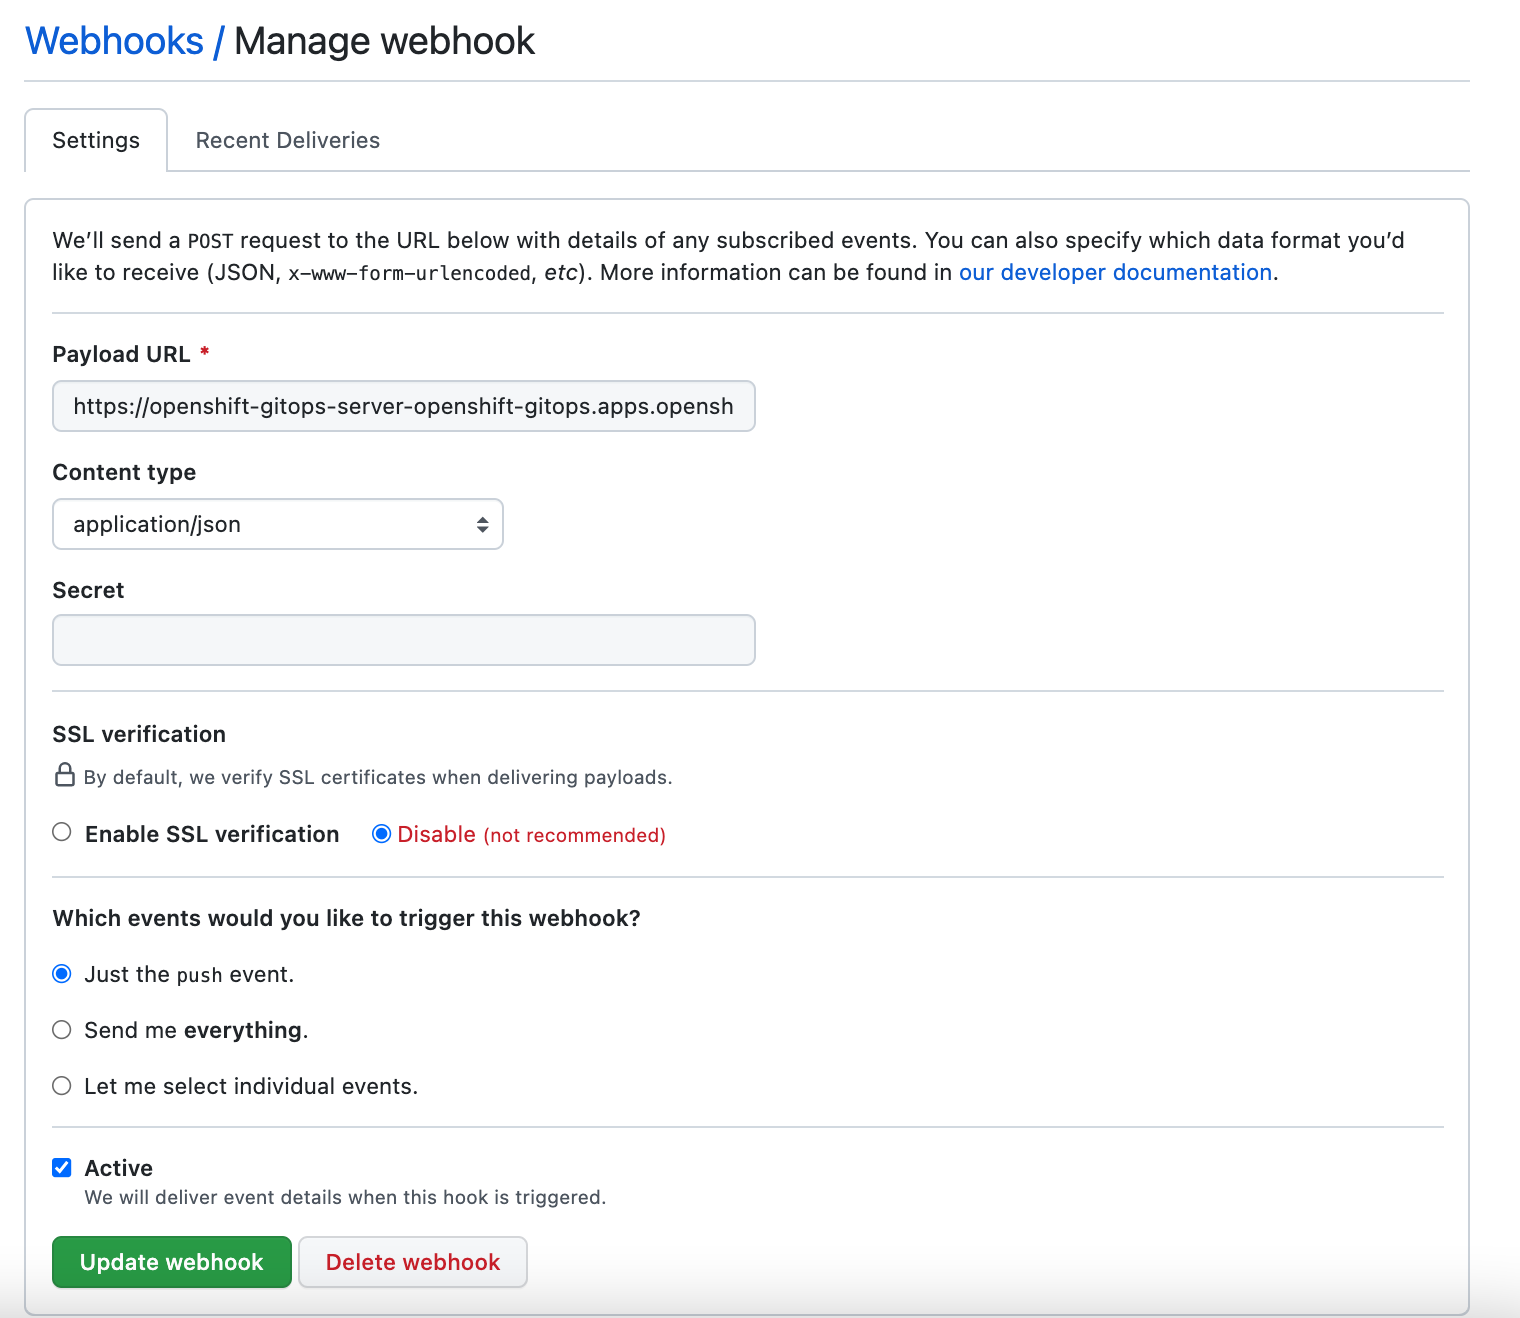 Webhooks / Manage webhook
Settings
Recent Deliveries
We’ll send a POST request to the URL below with details of any subscribed events. You can also specify which data format you’d
like to receive (JSON, x-www-form-urlencoded, etc). More information can be found in our developer documentation.
Payload URL *
https://openshift-gitops-server-openshift-gitops.apps.opensh
Content type
application/json
Secret
SSL verification
By default, we verify SSL certificates when delivering payloads.
Enable SSL verification
Disable (not recommended)
Which events would you like to trigger this webhook?
Just the push event.
Send me everything.
Let me select individual events.
Active
We will deliver event details when this hook is triggered.
Update webhook
Delete webhook